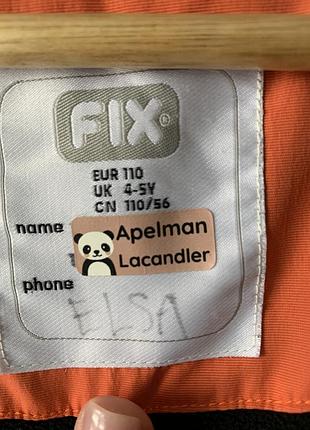 FIX®
EUR 110
UK 4-5Y
CN 110/56
name
Apelman
Lacandler
phone
ELSA